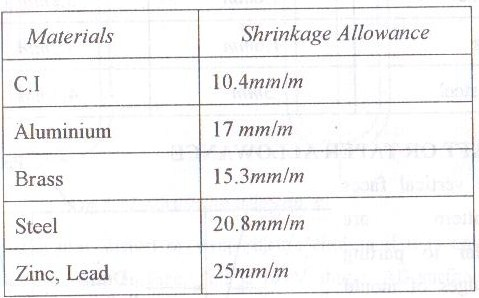 Materials Shrinkage Allowance
C.I 10.4mm/m
Aluminium 17 mm/m
Brass 15.3mm/m
Steel 20.8mm/m
Zinc, Lead 25mm/m